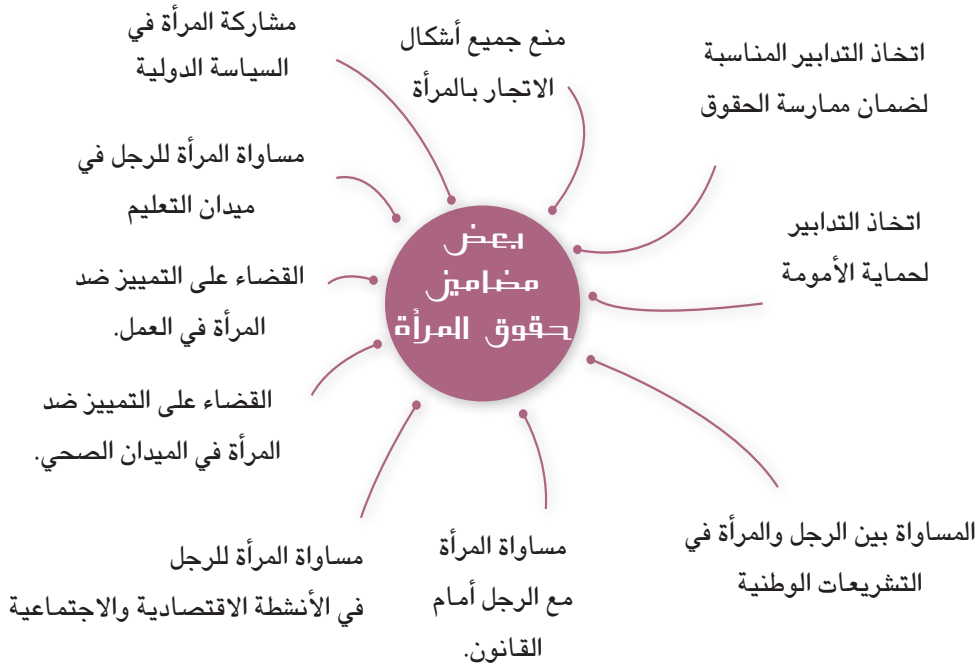 بعض
مضامين
حقوق المرأة
اتخاذ التدابير المناسبة
لضمان ممارسة الحقوق
اتخاذ التدابير
لحماية الأمومة
المساواة بين الرجل والمرأة في
التشريعات الوطنية
مساواة المرأة
مع الرجل أمام
القانون.
مساواة المرأة للرجل
في الأنشطة الاقتصادية والاجتماعية
القضاء على التمييز ضد
المرأة في الميدان الصحي.
القضاء على التمييز ضد
المرأة في العمل.
مساواة المرأة للرجل في
ميدان التعليم
مشاركة المرأة في
السياسة الدولية
منع جميع أشكال
الاتجار بالمرأة